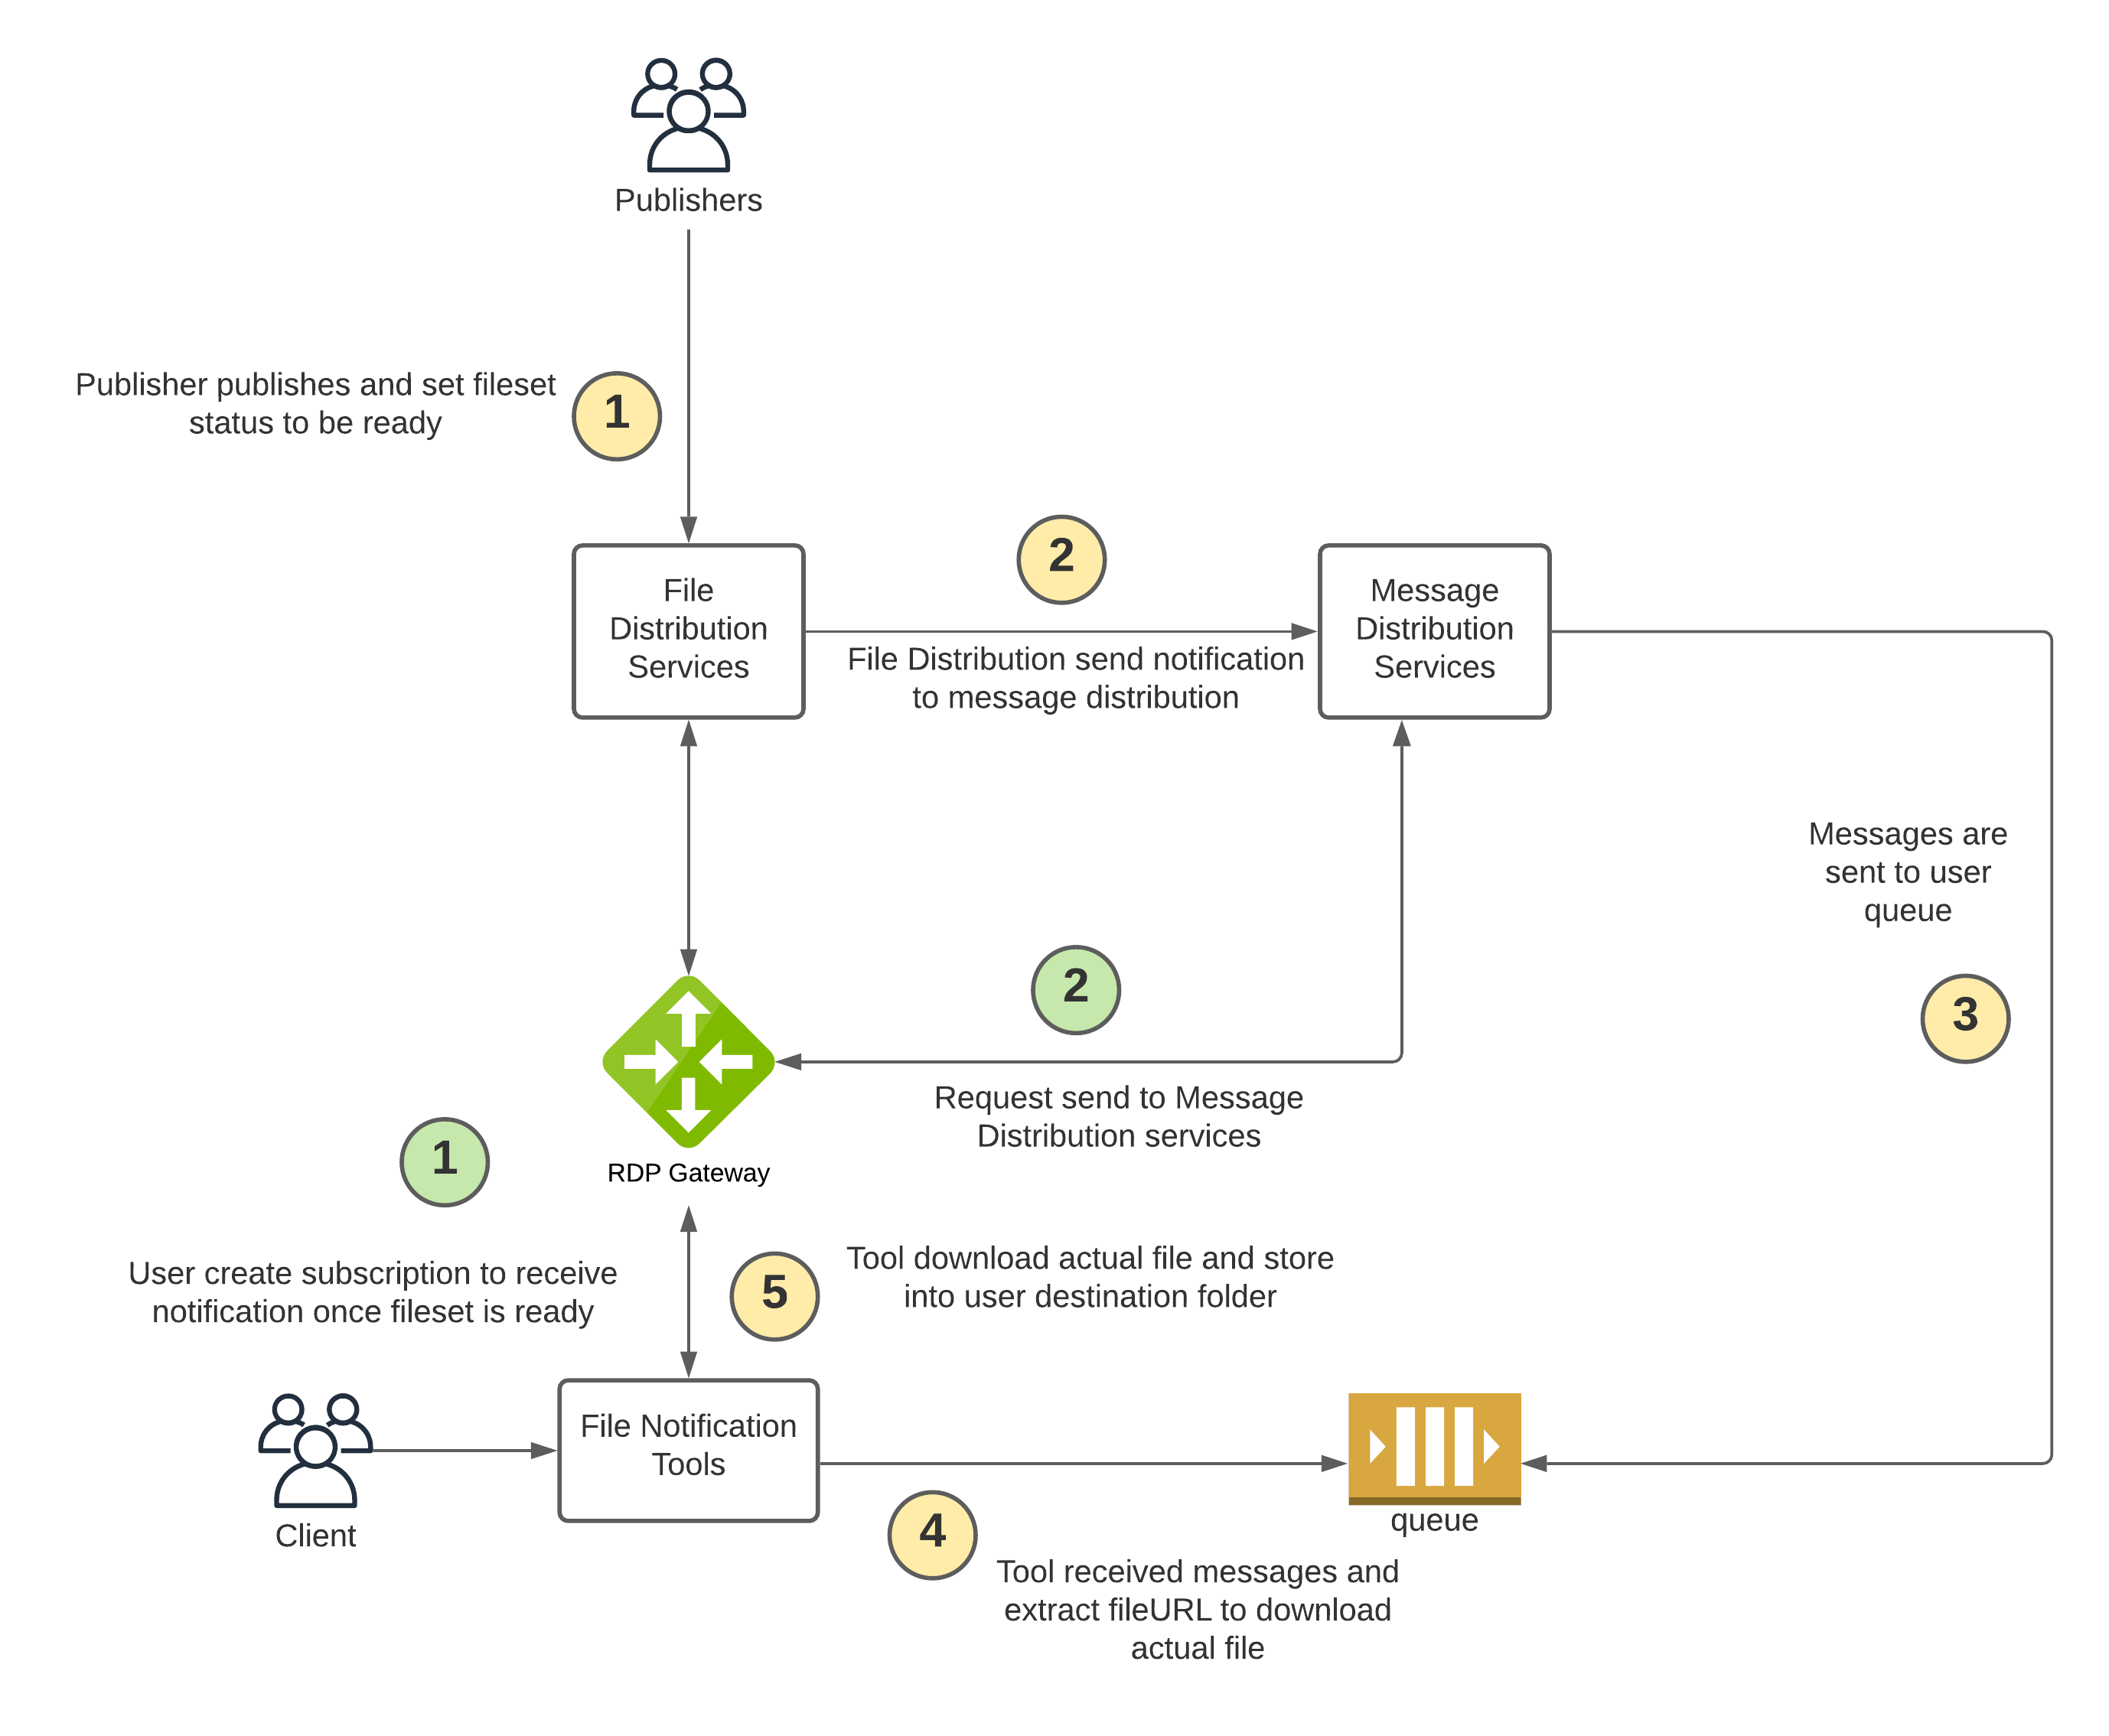 Publishers
Publisher publishes and set fileset
status to be ready
1
2
File
Distribution
Services
Message
Distribution
Services
File Distribution send notification
to message distribution
Messages are
sent to user
queue
2
3
Request send to Message
Distribution services
1
RDP Gateway
User create subscription to receive
notification once fileset is ready
5
Tool download actual file and store
into user destination folder
File Notification
Tools
Client
queue
4
Tool received messages and
extract fileURL to download
actual file